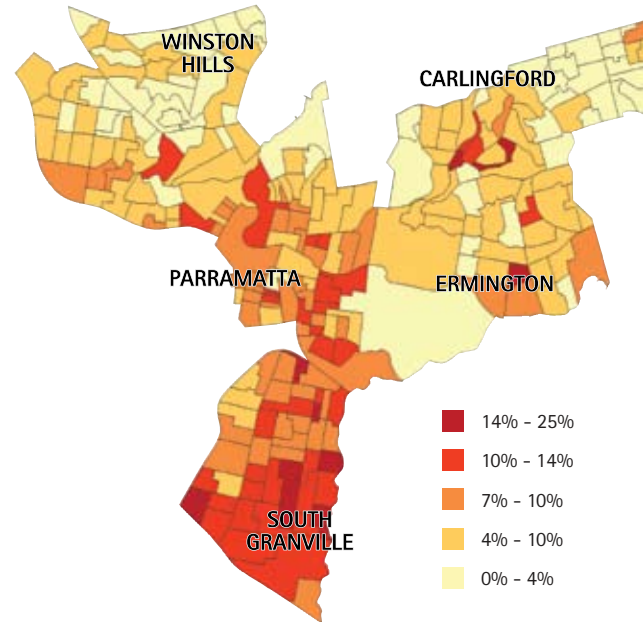 WINSTON
HILLS
CARLINGFORD
PARRAMATTA
ERMINGTON
SOUTH
GRANVILLE
14% - 25%
10% - 14%
7% - 10%
4% - 10%
0% - 4%